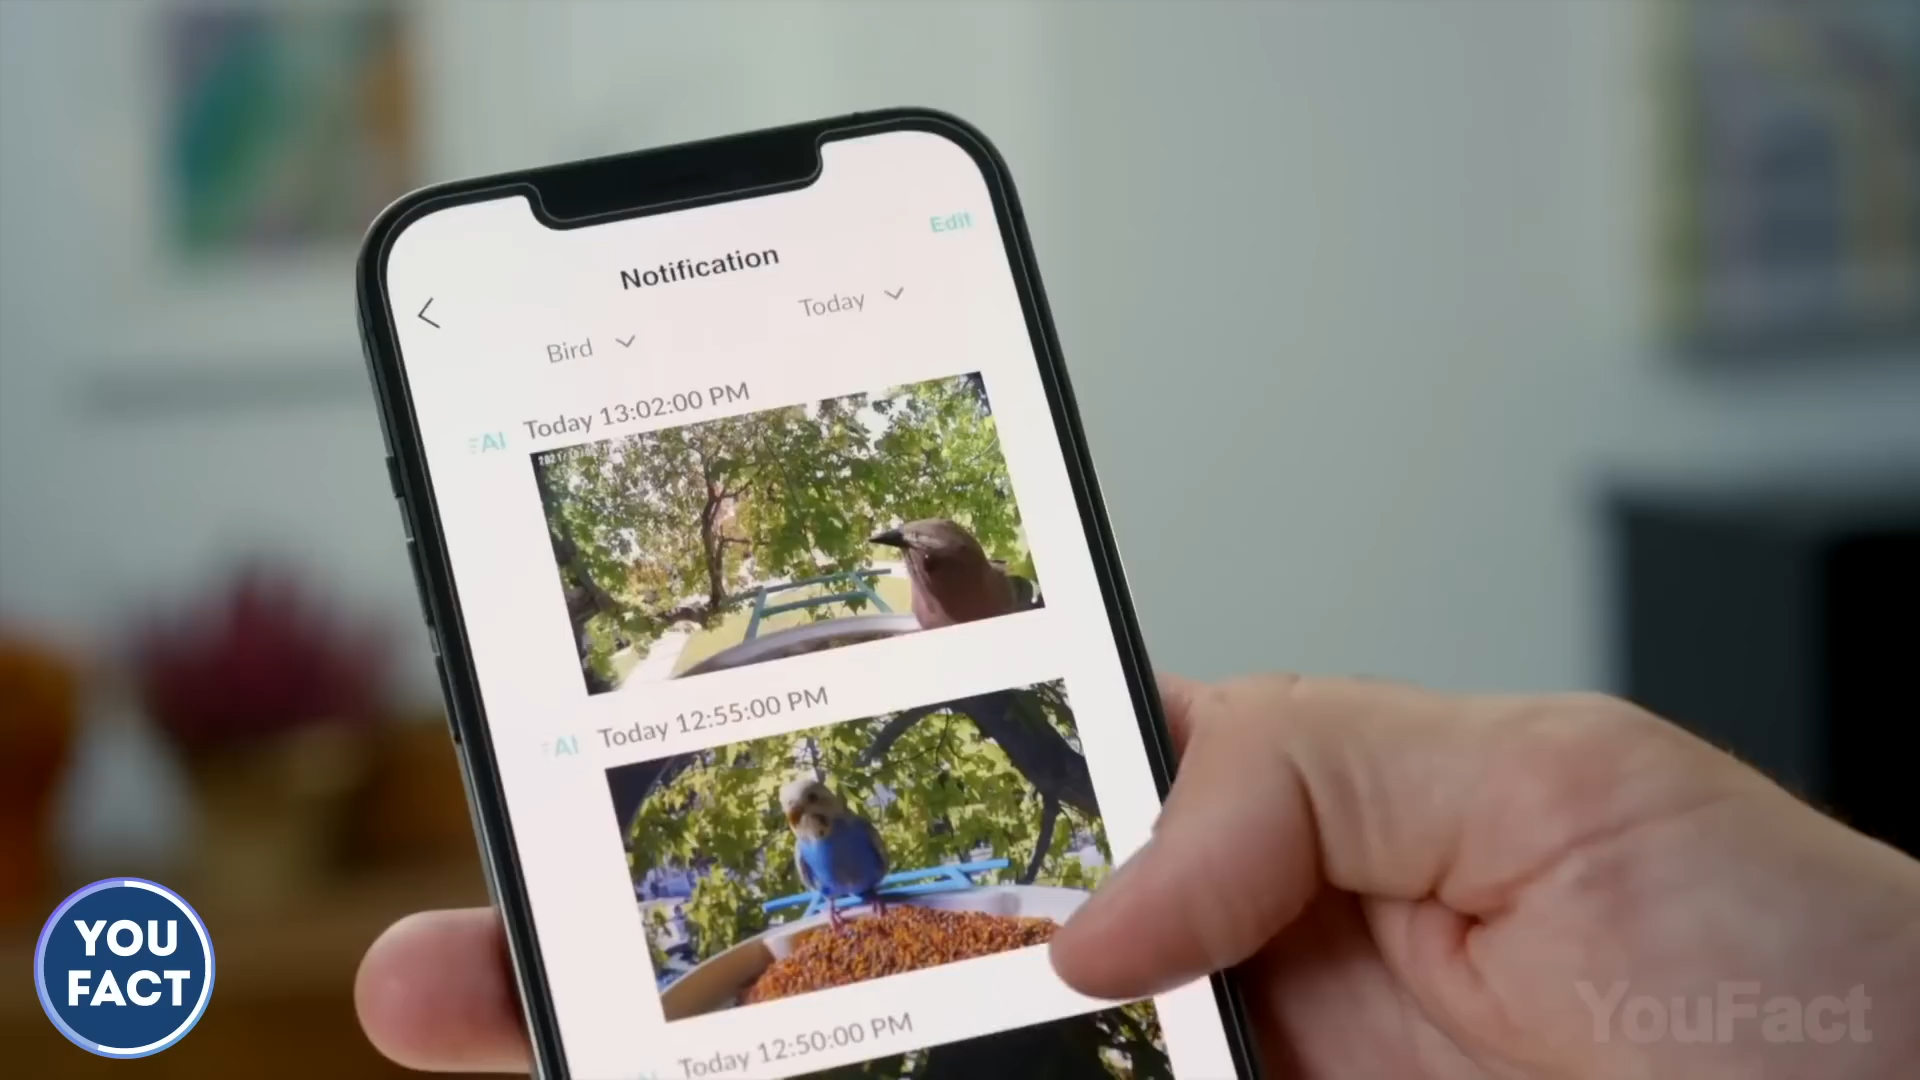 Edit
Notification
Today
Bird
AI Today 13:02:00 PM
AI Today 12:55:00 PM
AI Today 12:50:00 PM
YOU
FACT
YouFact